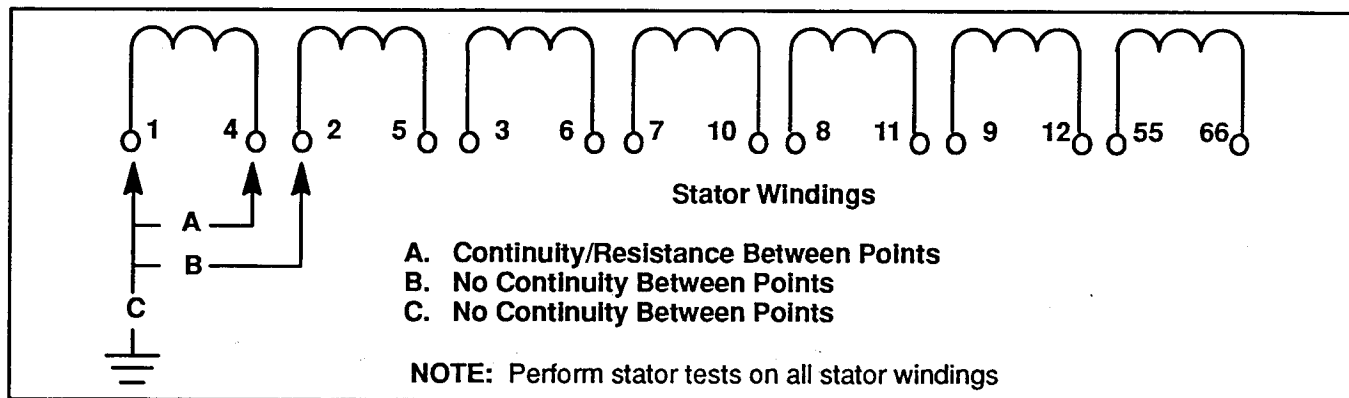 1 4 2 5 3 6 7 10 8 11 9 12 55 66
Stator Windings
A
B
C
A. Continuity/Resistance Between Points
B. No Continuity Between Points
C. No Continuity Between Points
NOTE: Perform stator tests on all stator windings